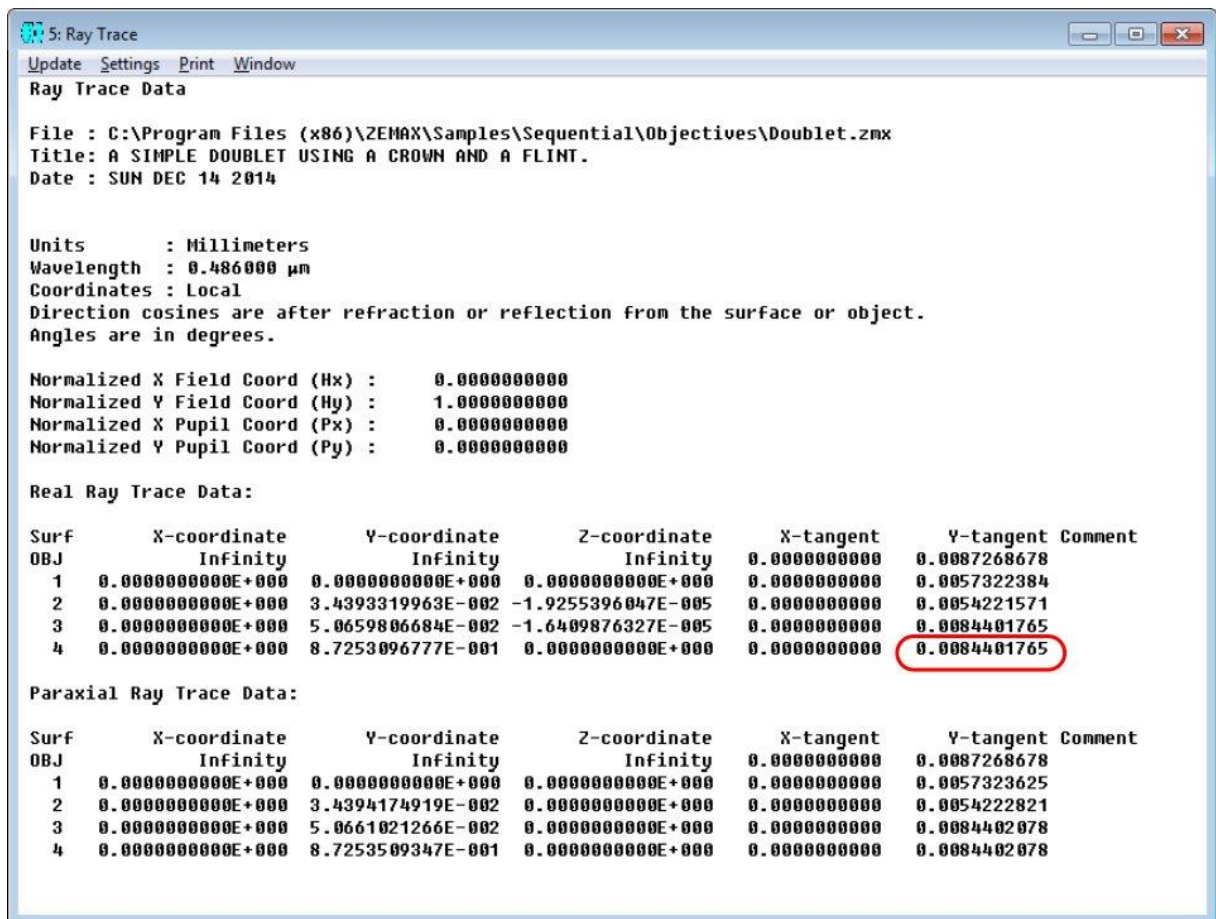 5: Ray Trace
Update Settings Print Window
Ray Trace Data
File : C:\Program Files (x86)\ZEMAX\Samples\Sequential\Objectives\Doublet.zmx
Title: A SIMPLE DOUBLET USING A CROWN AND A FLINT.
Date : SUN DEC 14 2014
Units : Millimeters
Wavelength : 0.486000 µm
Coordinates : Local
Direction cosines are after refraction or reflection from the surface or object.
Angles are in degrees.
Normalized X Field Coord (Hx) : 0.0000000000
Normalized Y Field Coord (Hy) : 1.0000000000
Normalized X Pupil Coord (Px) : 0.0000000000
Normalized Y Pupil Coord (Py) : 0.0000000000
Real Ray Trace Data:
Surf X-coordinate Y-coordinate Z-coordinate X-tangent Y-tangent Comment
OBJ Infinity Infinity Infinity 0.0000000000 0.0087268678
1 0.0000000000E+000 0.0000000000E+000 0.0000000000E+000 0.0000000000 0.0057322384
2 0.0000000000E+000 3.4393319963E-002 -1.9255396047E-005 0.0000000000 0.0054221571
3 0.0000000000E+000 5.0659806684E-002 -1.6409876327E-005 0.0000000000 0.0084401765
4 0.0000000000E+000 8.7253096777E-001 0.0000000000E+000 0.0000000000 0.0084401765
Paraxial Ray Trace Data:
Surf X-coordinate Y-coordinate Z-coordinate X-tangent Y-tangent Comment
OBJ Infinity Infinity Infinity 0.0000000000 0.0087268678
1 0.0000000000E+000 0.0000000000E+000 0.0000000000E+000 0.0000000000 0.0057323625
2 0.0000000000E+000 3.4394174919E-002 0.0000000000E+000 0.0000000000 0.0054222821
3 0.0000000000E+000 5.0661021266E-002 0.0000000000E+000 0.0000000000 0.0084402078
4 0.0000000000E+000 8.7253509347E-001 0.0000000000E+000 0.0000000000 0.0084402078